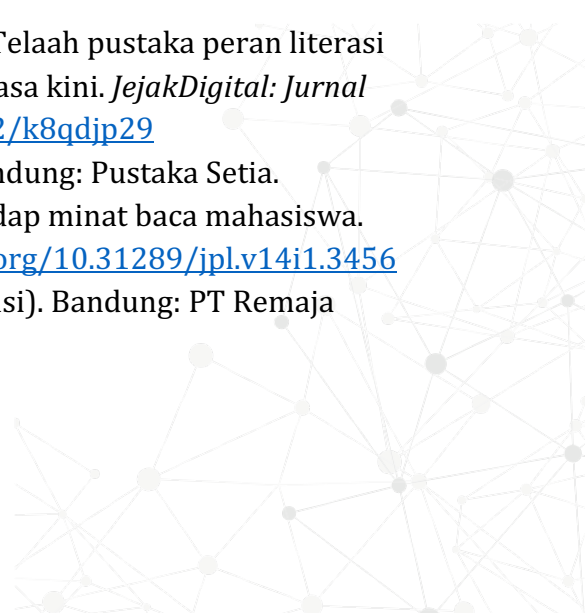 Telaah pustaka peran literasi
asa kini. JejakDigital: Jurnal
2/k8qdjp29
ndung: Pustaka Setia.
dap minat baca mahasiswa.
org/10.31289/jpl.v14i1.3456
isi). Bandung: PT Remaja